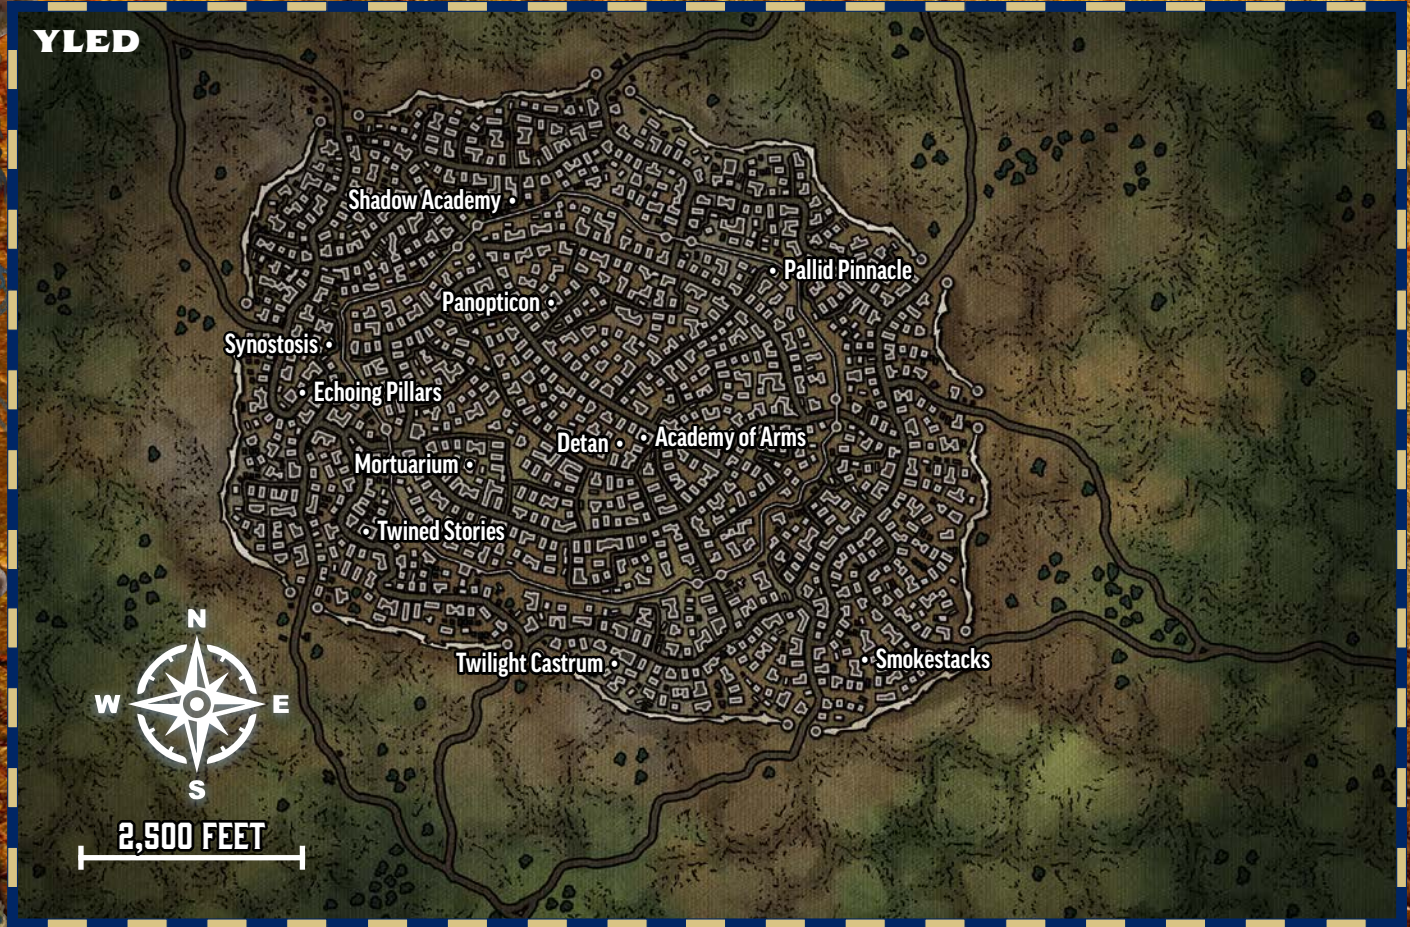 YLED
Shadow Academy
Pallid Pinnacle
Panopticon
Synostosis
Echoing Pillars
Detan
Academy of Arms
Mortuarium
Twined Stories
Twilight Castrum
Smokestacks
N
W
E
S
2,500 FEET